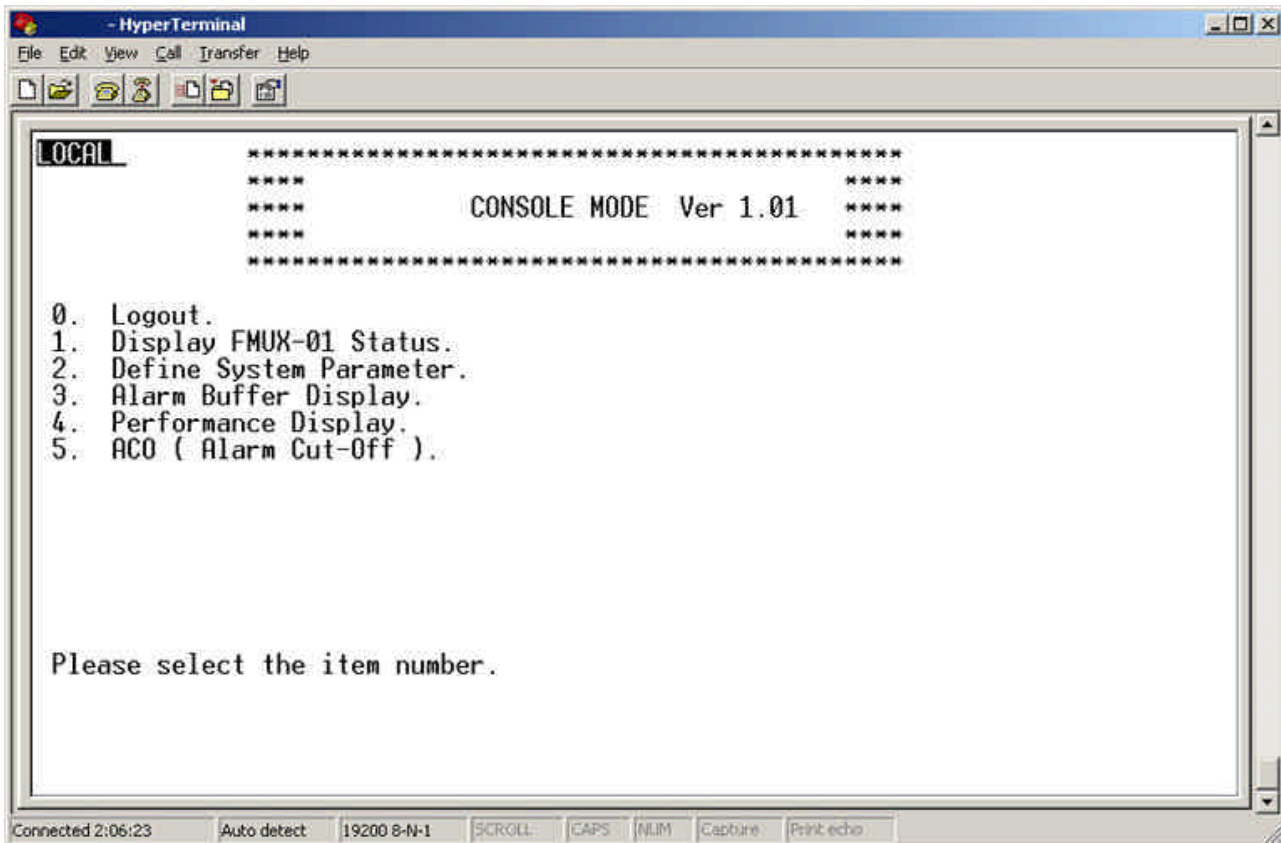 - HyperTerminal
File Edit View Call Transfer Help
LOCAL_ ********************************************
**** ****
**** CONSOLE MODE Ver 1.01 ****
**** ****
********************************************
0. Logout.
1. Display FMUX-01 Status.
2. Define System Parameter.
3. Alarm Buffer Display.
4. Performance Display.
5. ACO ( Alarm Cut-Off ).
Please select the item number.
Connected 2:06:23 Auto detect 19200 8-N-1 SCROLL CAPS NUM Capture Print echo